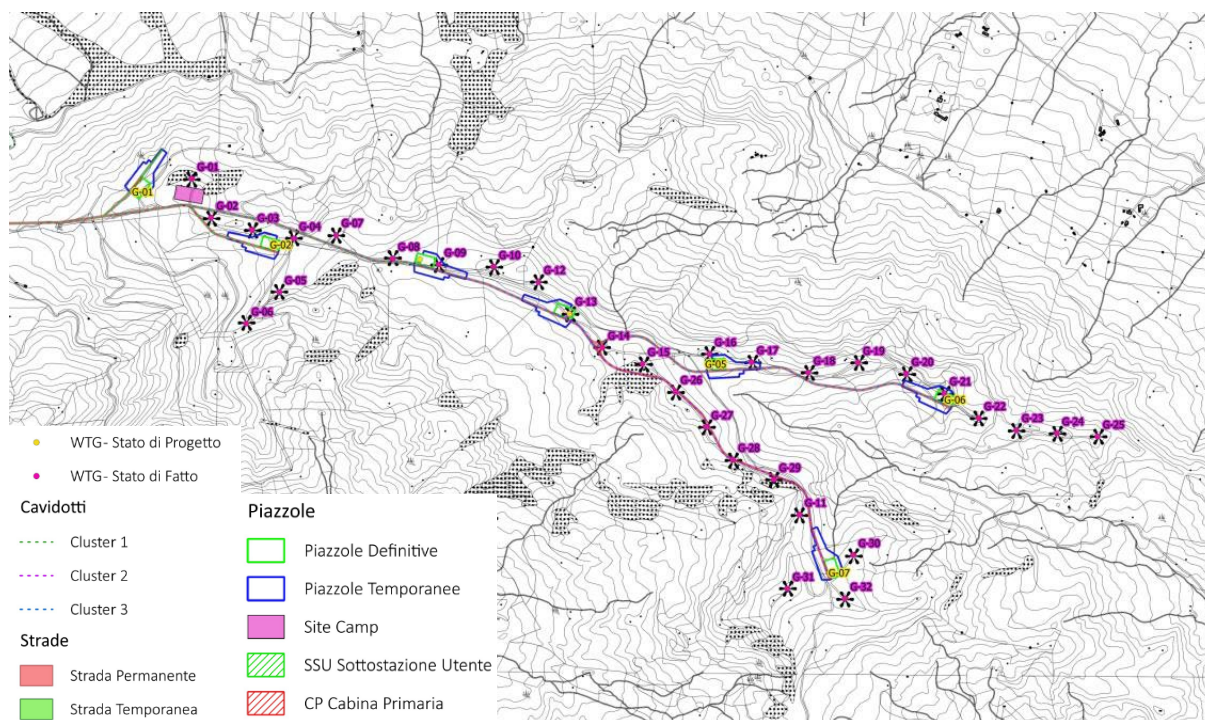 G-01
G-01
G-02
G-03
G-04
G-07
G-02
G-08
G-09
G-10
G-12
G-05
G-06
G-13
G-14
G-15
G-16
G-05
G-17
G-18
G-19
G-20
G-21
G-06
G-22
G-23
G-24
G-25
G-26
G-27
G-28
G-29
G-11
G-30
G-07
G-31
G-32
WTG- Stato di Progetto
WTG- Stato di Fatto
Cavidotti
Cluster 1
Cluster 2
Cluster 3
Strade
Strada Permanente
Strada Temporanea
Piazzole
Piazzole Definitive
Piazzole Temporanee
Site Camp
SSU Sottostazione Utente
CP Cabina Primaria